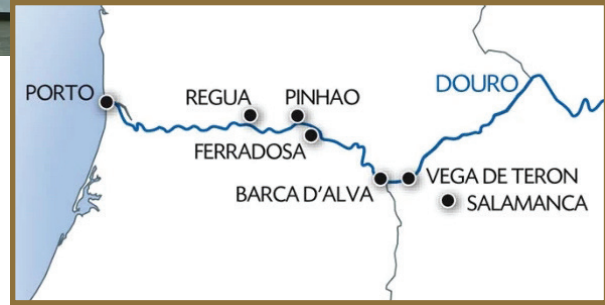 DOURO
PORTO
REGUA
PINHAO
FERRADOSA
BARCA D'ALVA
VEGA DE TERON
SALAMANCA